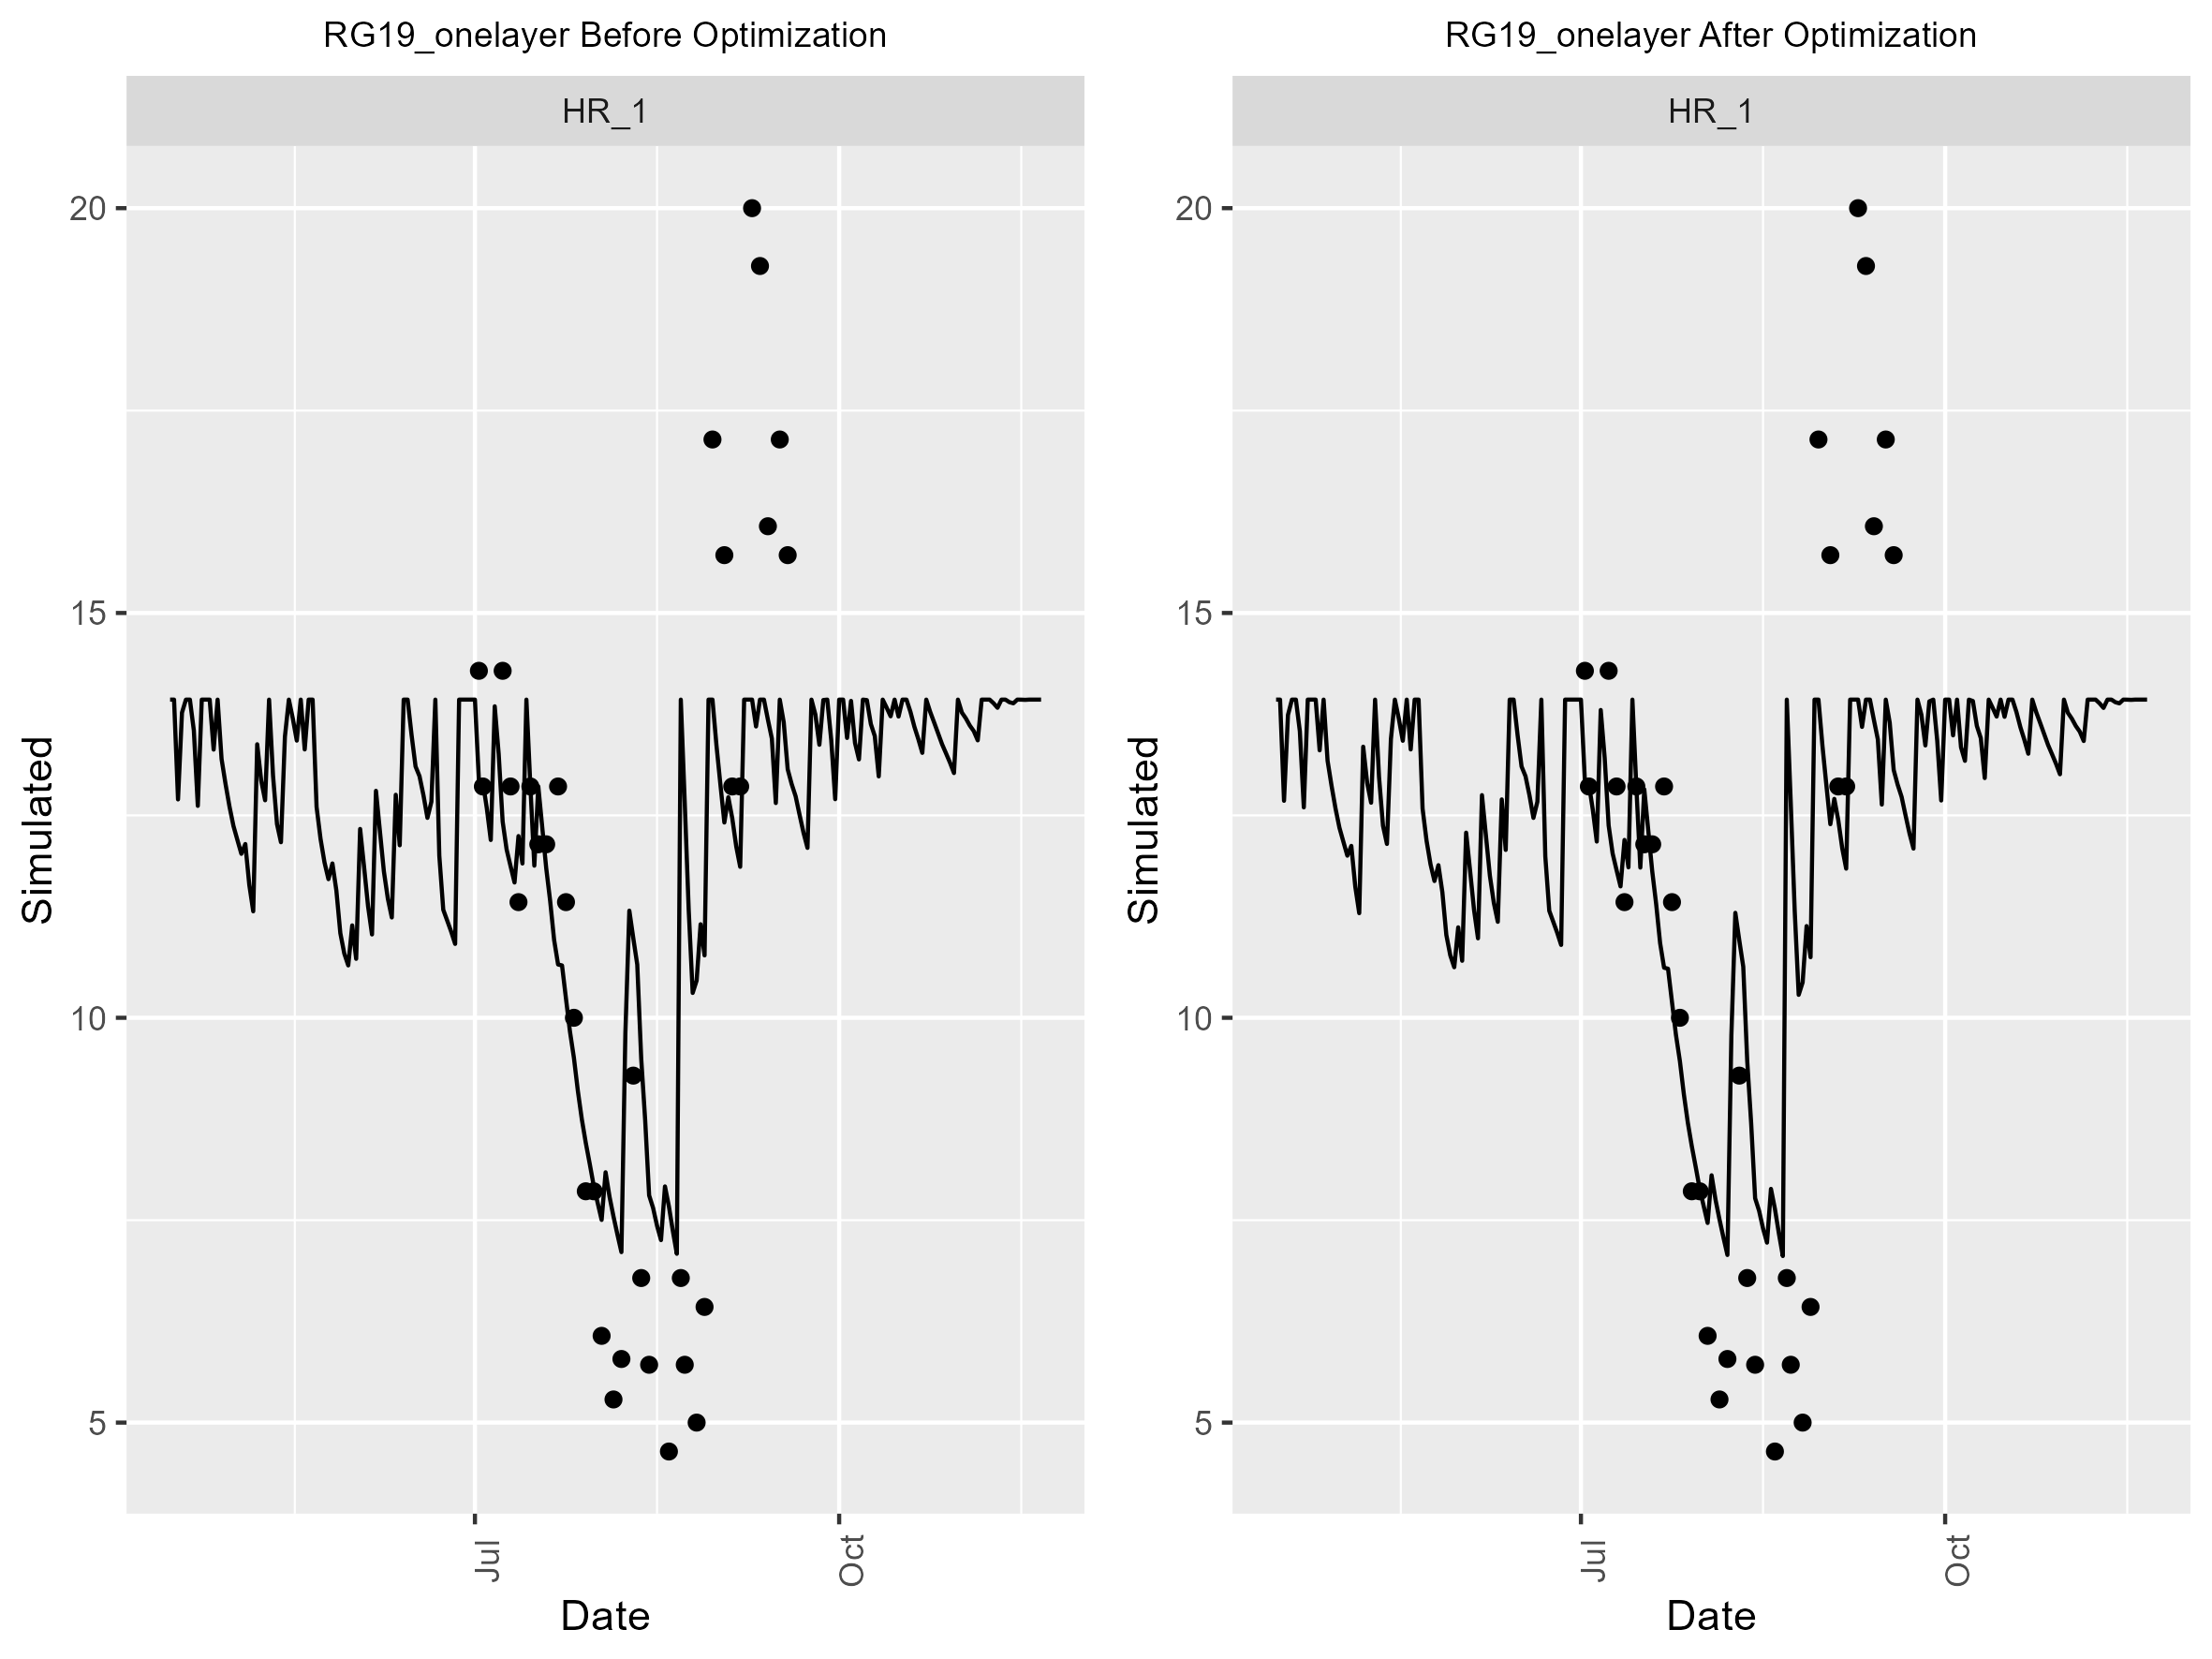 RG19_onelayer Before Optimization
HR_1
20
15
10
5
Simulated
Jul
Oct
Date
RG19_onelayer After Optimization
HR_1
20
15
10
5
Simulated
Jul
Oct
Date